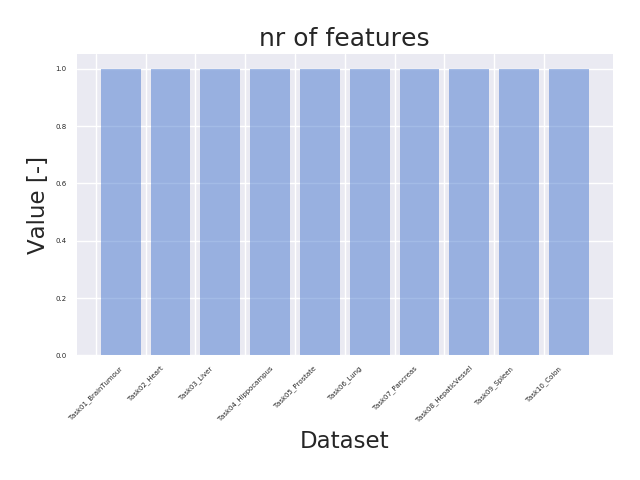 nr of features
Value [-]
1.0
0.8
0.6
0.4
0.2
0.0
Task01_BrainTumour
Task02_Heart
Task03_Liver
Task04_Hippocampus
Task05_Prostate
Task06_Lung
Task07_Pancreas
Task08_HepaticVessel
Task09_Spleen
Task10_Colon
Dataset